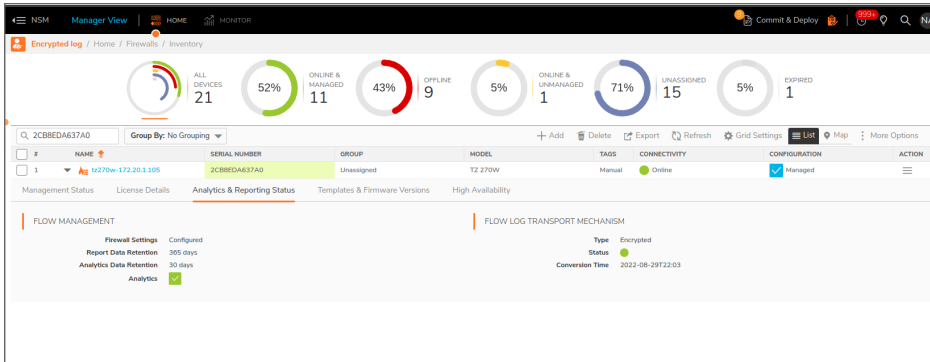 NSM Manager View HOME MONITOR 9 Commit & Deploy 999+ NA
Encrypted log / Home / Firewalls / Inventory
ALL DEVICES 21
52% ONLINE & MANAGED 11
43% OFFLINE 9
5% ONLINE & UNMANAGED 1
71% UNASSIGNED 15
5% EXPIRED 1
2CB8EDA637A0 Group By: No Grouping + Add Delete Export Refresh Grid Settings List Map More Options
# NAME SERIAL NUMBER GROUP MODEL TAGS CONNECTIVITY CONFIGURATION ACTION
1 tz270w-172.20.1.105 2CB8EDA637A0 Unassigned TZ 270W Manual Online Managed
Management Status License Details Analytics & Reporting Status Templates & Firmware Versions High Availability
FLOW MANAGEMENT
Firewall Settings Configured
Report Data Retention 365 days
Analytics Data Retention 30 days
Analytics
FLOW LOG TRANSPORT MECHANISM
Type Encrypted
Status
Conversion Time 2022-08-29T22:03